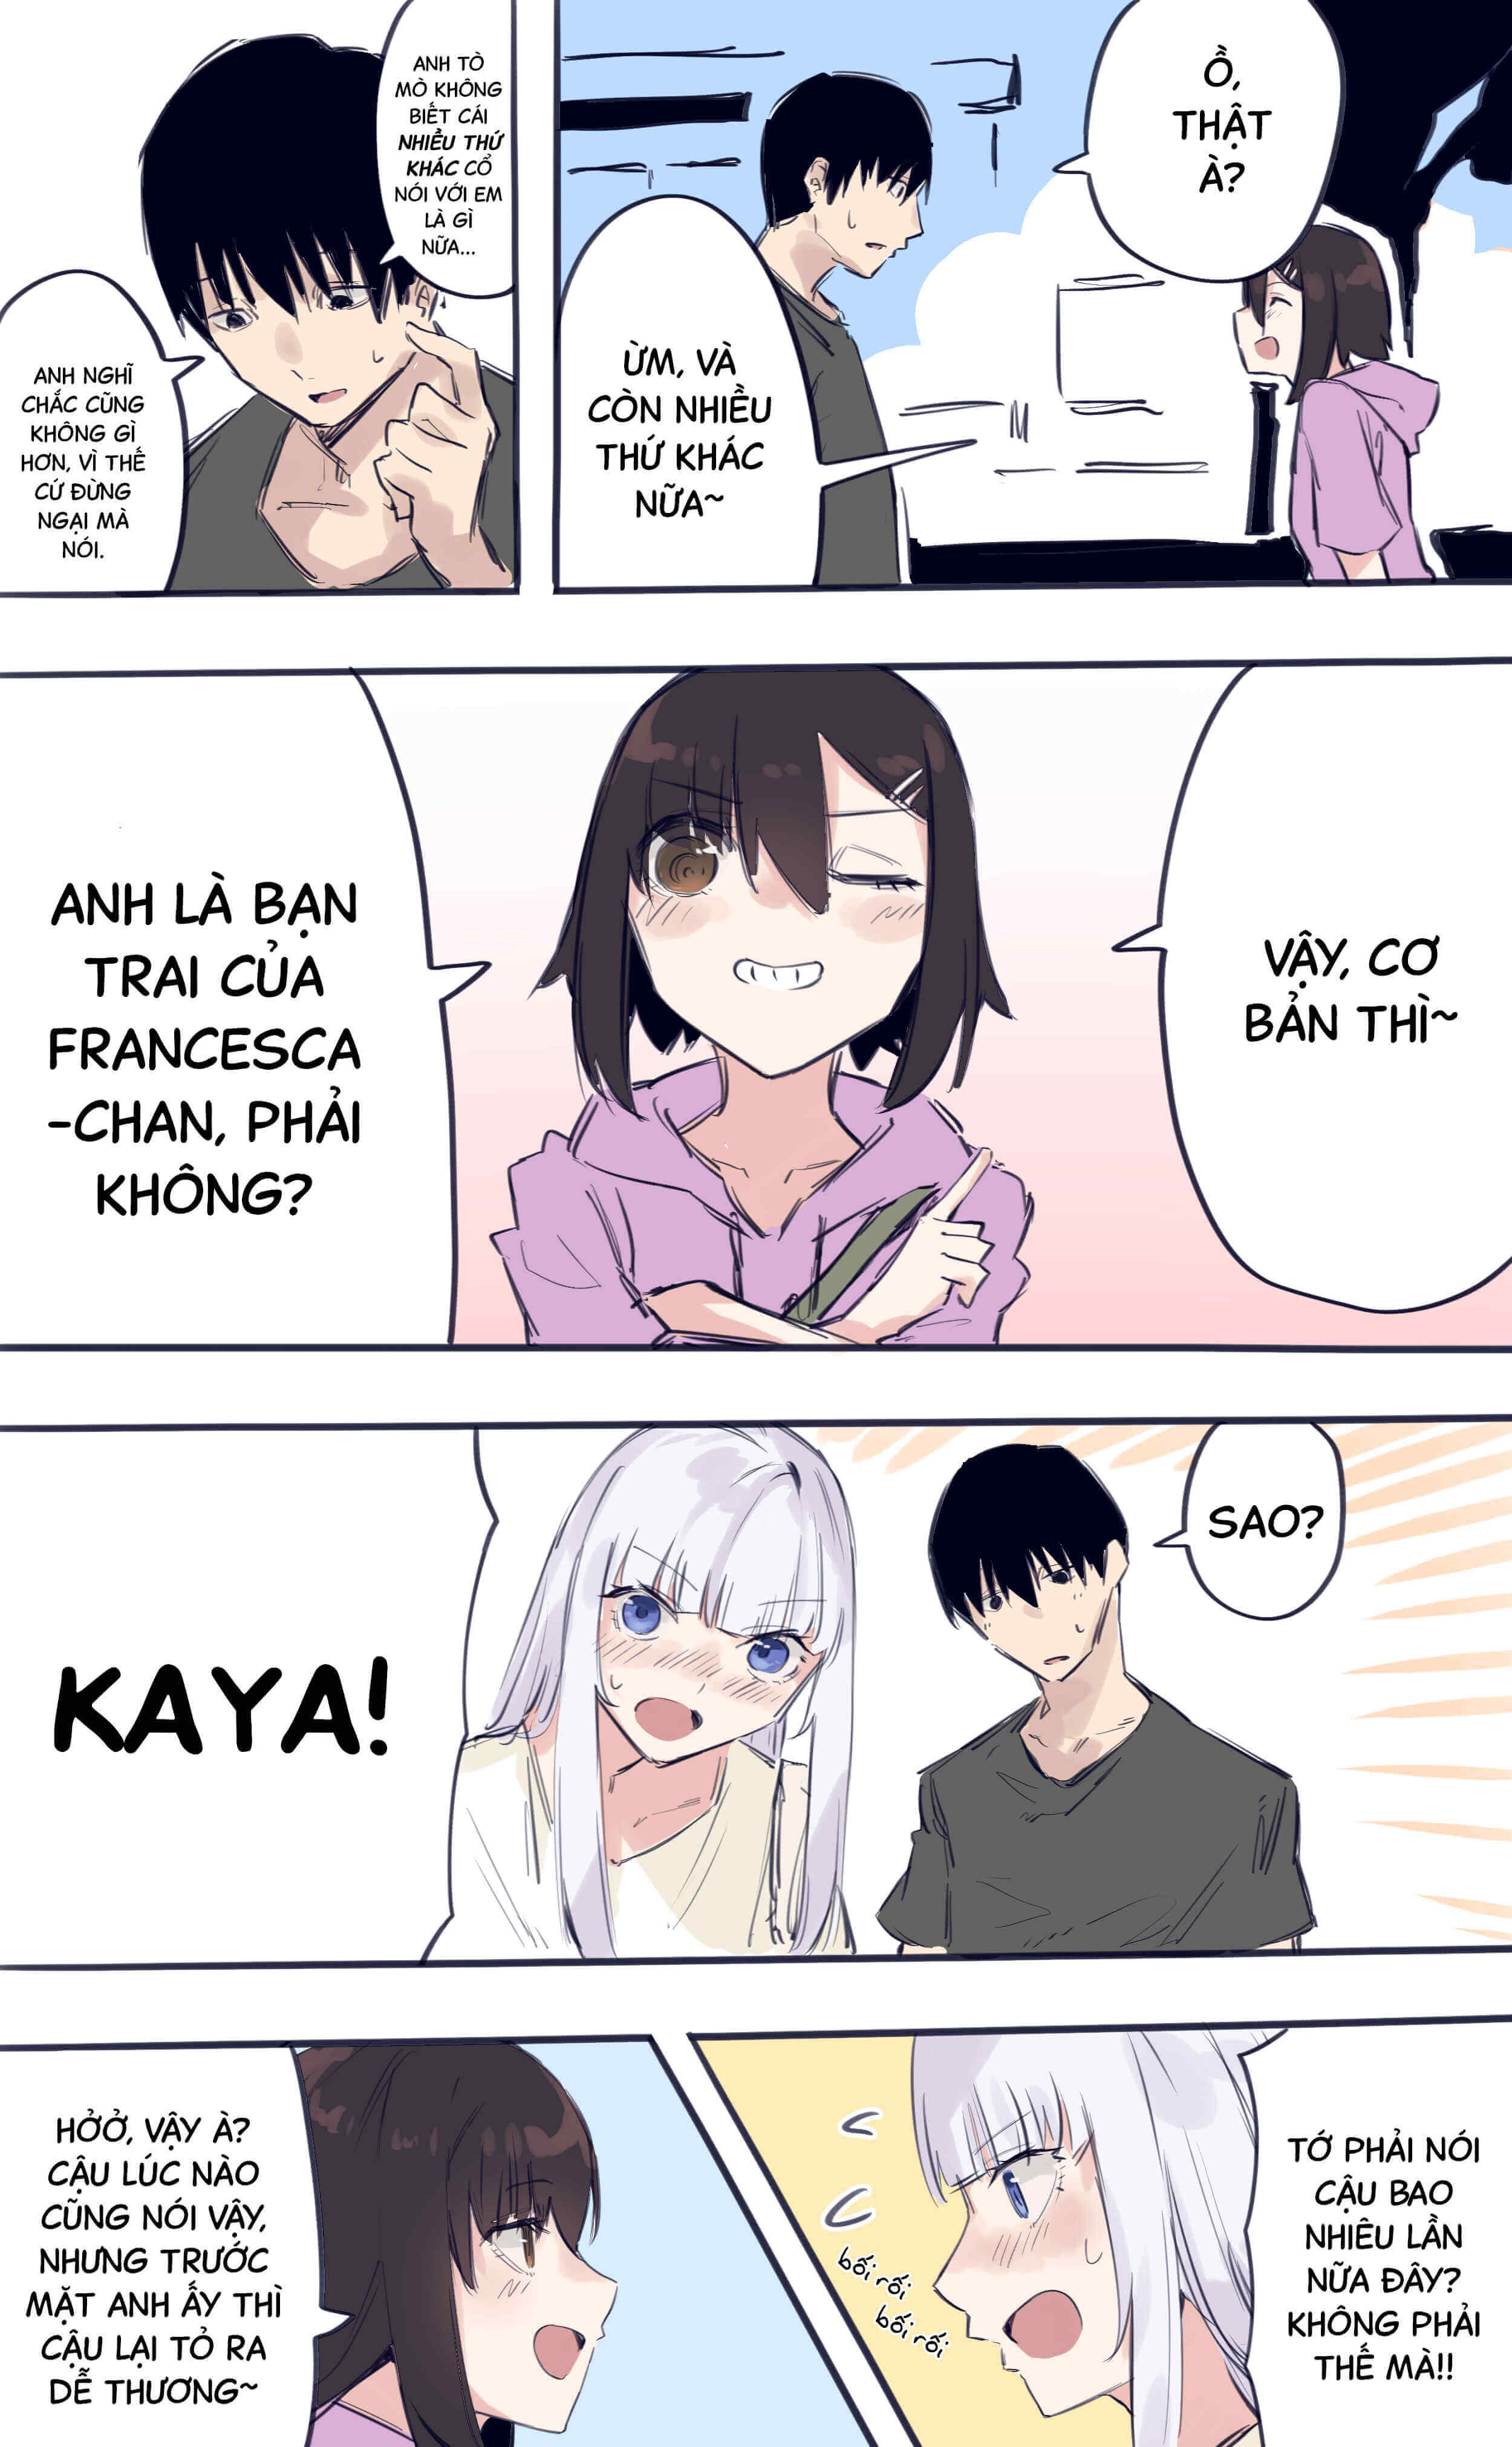 Ồ,
THẬT
À?
ỪM, VÀ
CÒN NHIỀU
THỨ KHÁC
NỮA~
ANH TÒ
MÒ KHÔNG
BIẾT CÁI
NHIỀU THỨ
KHÁC CỔ
NÓI VỚI EM
LÀ GÌ
NỮA...
ANH NGHĨ
CHẮC CŨNG
KHÔNG GÌ
HƠN, VÌ THẾ
CỨ ĐỪNG
NGẠI MÀ
NÓI.
VẬY, CƠ
BẢN THÌ~
ANH LÀ BẠN
TRAI CỦA
FRANCESCA
-CHAN, PHẢI
KHÔNG?
SAO?
KAYA!
TỚ PHẢI NÓI
CẬU BAO
NHIÊU LẦN
NỮA ĐÂY?
KHÔNG PHẢI
THẾ MÀ!!
bối rối
bối rối
HỞỞ, VẬY À?
CẬU LÚC NÀO
CŨNG NÓI VẬY,
NHƯNG TRƯỚC
MẶT ANH ẤY THÌ
CẬU LẠI TỎ RA
DỄ THƯƠNG~